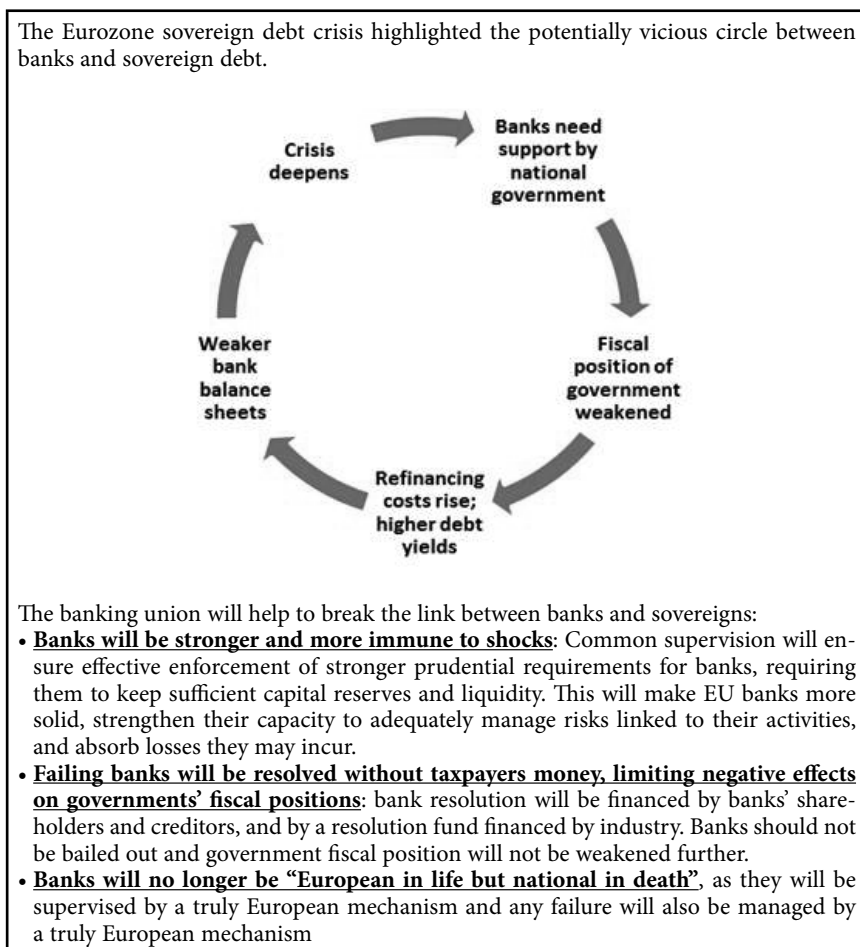 The Eurozone sovereign debt crisis highlighted the potentially vicious circle between
banks and sovereign debt.
Crisis
deepens
Banks need
support by
national
government
Fiscal
position of
government
weakened
Refinancing
costs rise;
higher debt
yields
Weaker
bank
balance
sheets
The banking union will help to break the link between banks and sovereigns:
• Banks will be stronger and more immune to shocks: Common supervision will en-
sure effective enforcement of stronger prudential requirements for banks, requiring
them to keep sufficient capital reserves and liquidity. This will make EU banks more
solid, strengthen their capacity to adequately manage risks linked to their activities,
and absorb losses they may incur.
• Failing banks will be resolved without taxpayers money, limiting negative effects
on governments’ fiscal positions: bank resolution will be financed by banks’ share-
holders and creditors, and by a resolution fund financed by industry. Banks should not
be bailed out and government fiscal position will not be weakened further.
• Banks will no longer be “European in life but national in death”, as they will be
supervised by a truly European mechanism and any failure will also be managed by
a truly European mechanism